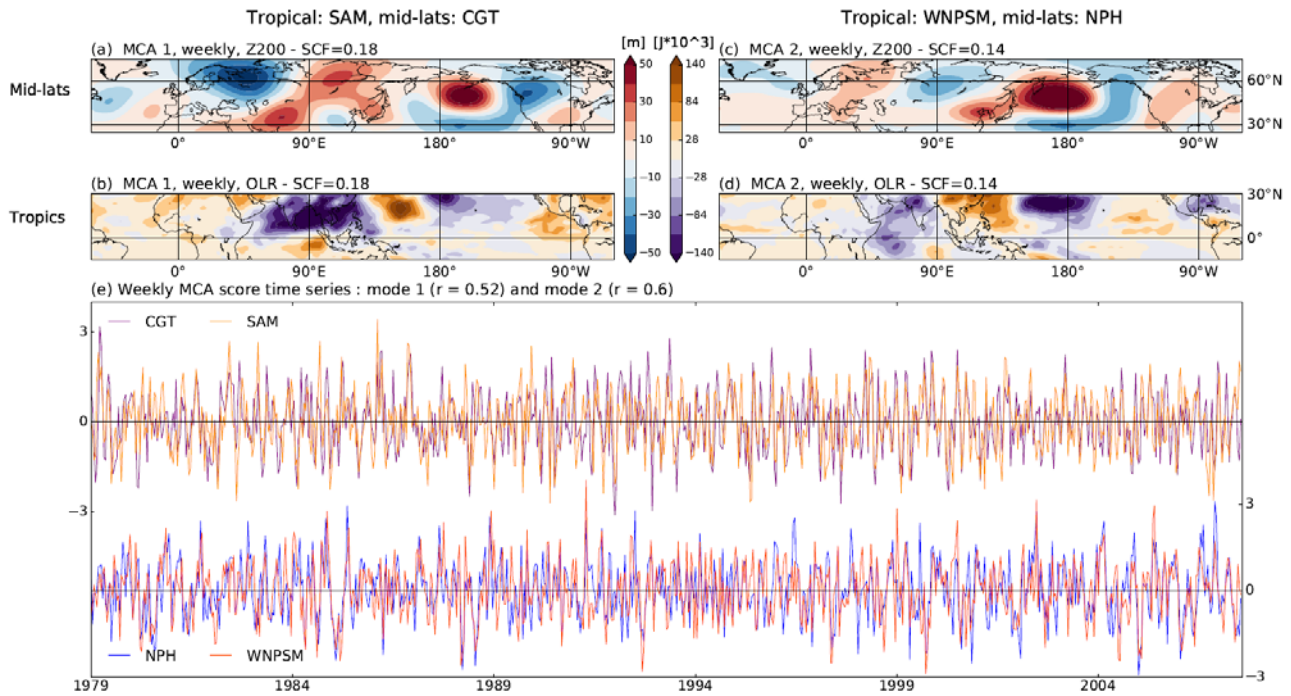 Tropical: SAM, mid-lats: CGT
Tropical: WNPSM, mid-lats: NPH
(a) MCA 1, weekly, Z200 - SCF=0.18
[m] [J*10^3]
(c) MCA 2, weekly, Z200 - SCF=0.14
Mid-lats
50
30
10
−10
−30
−50
140
84
28
−28
−84
−140
60°N
30°N
0° 90°E 180° 90°W
0° 90°E 180° 90°W
(b) MCA 1, weekly, OLR - SCF=0.18
(d) MCA 2, weekly, OLR - SCF=0.14
Tropics
30°N
0°
0° 90°E 180° 90°W
0° 90°E 180° 90°W
(e) Weekly MCA score time series : mode 1 (r = 0.52) and mode 2 (r = 0.6)
CGT SAM
3
0
−3
3
0
−3
NPH WNPSM
1979 1984 1989 1994 1999 2004